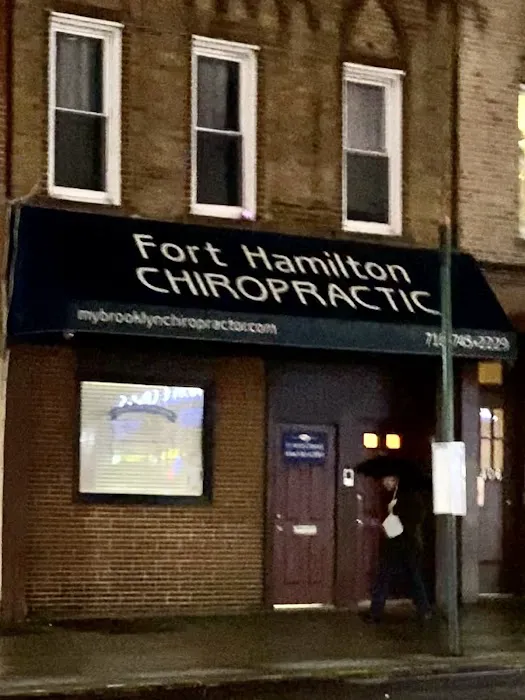 Fort Hamilton
CHIROPRACTIC
mybrooklynchiropractor.com